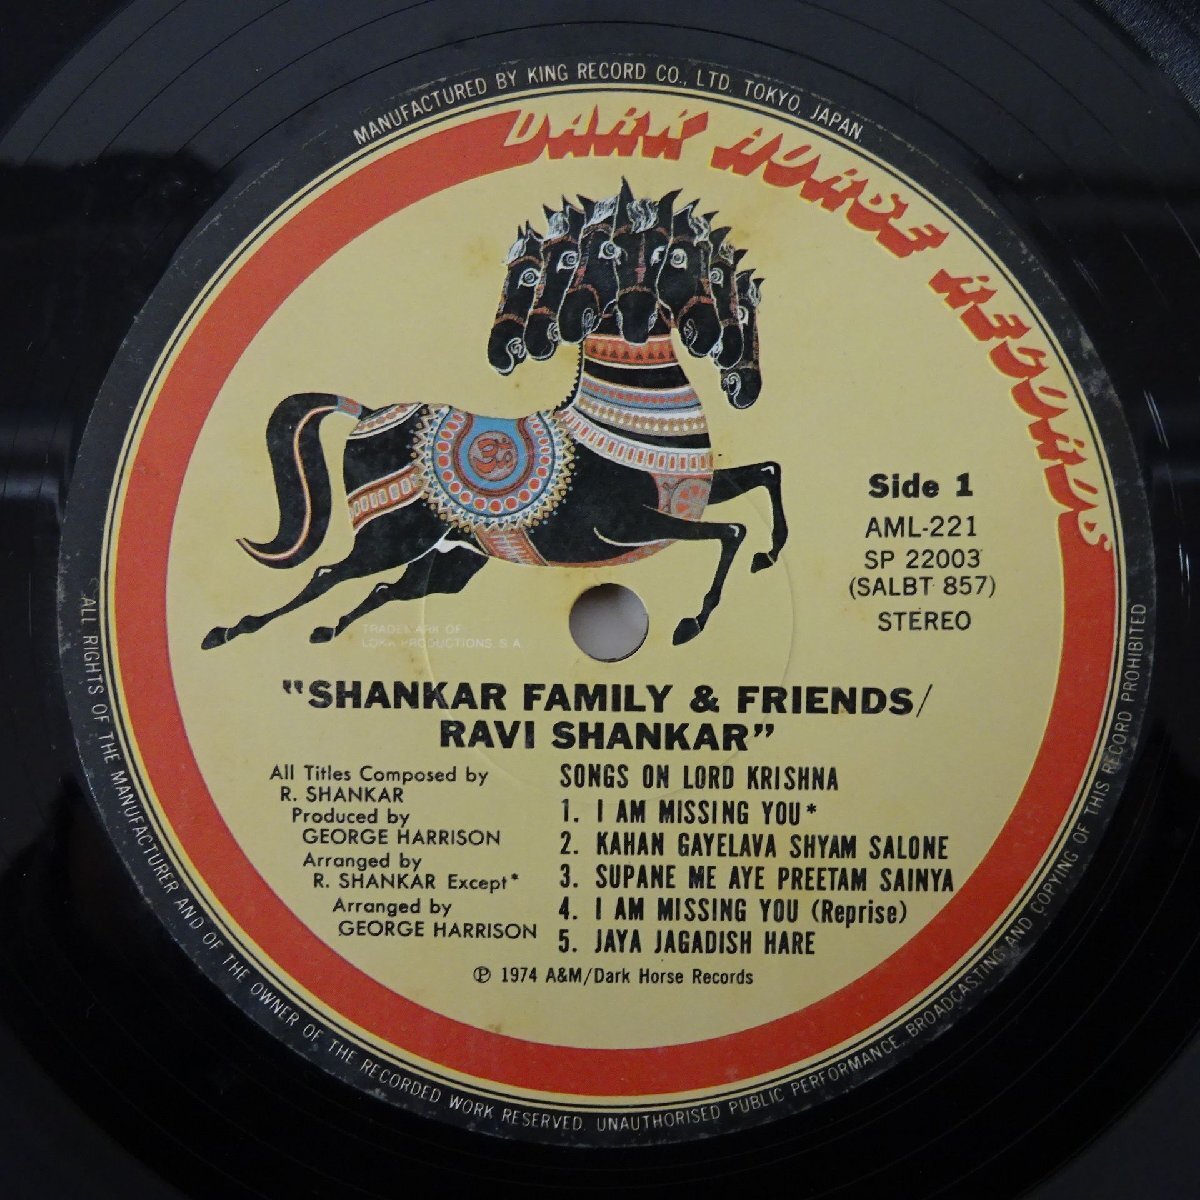 MANUFACTURED BY KING RECORD CO., LTD. TOKYO, JAPAN
DARK HORSE RECORDS
Side 1
AML-221
SP 22003
(SALBT 857)
STEREO
TRADEMARK OF
LOKA PRODUCTIONS S.A.
"SHANKAR FAMILY & FRIENDS/
RAVI SHANKAR"
All Titles Composed by
R. SHANKAR
Produced by
GEORGE HARRISON
Arranged by
R. SHANKAR Except*
Arranged by
GEORGE HARRISON
SONGS ON LORD KRISHNA
1. I AM MISSING YOU*
2. KAHAN GAYELAVA SHYAM SALONE
3. SUPANE ME AYE PREETAM SAINYA
4. I AM MISSING YOU (Reprise)
5. JAYA JAGADISH HARE
℗ 1974 A&M/Dark Horse Records
ALL RIGHTS OF THE MANUFACTURER AND OF THE OWNER OF THE RECORDED WORK RESERVED. UNAUTHORISED PUBLIC PERFORMANCE, BROADCASTING AND COPYING OF THIS RECORD PROHIBITED.